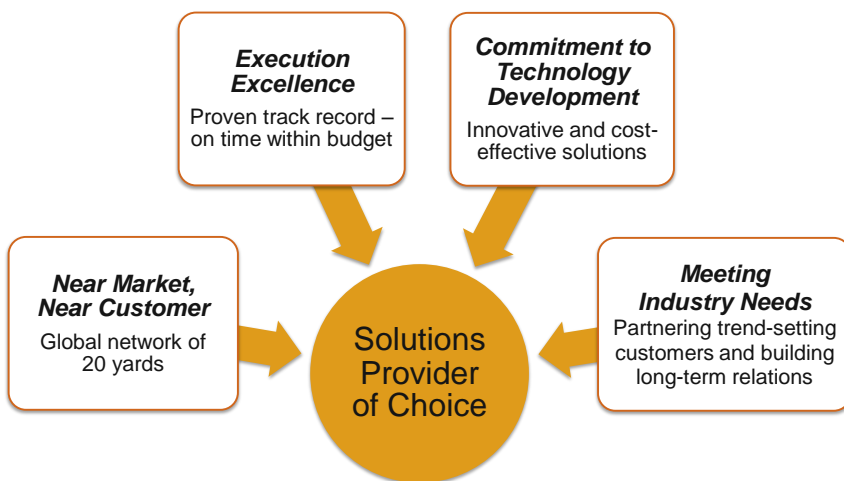 Execution
Excellence
Proven track record –
on time within budget
Commitment to
Technology
Development
Innovative and cost-
effective solutions
Near Market,
Near Customer
Global network of
20 yards
Meeting
Industry Needs
Partnering trend-setting
customers and building
long-term relations
Solutions
Provider
of Choice